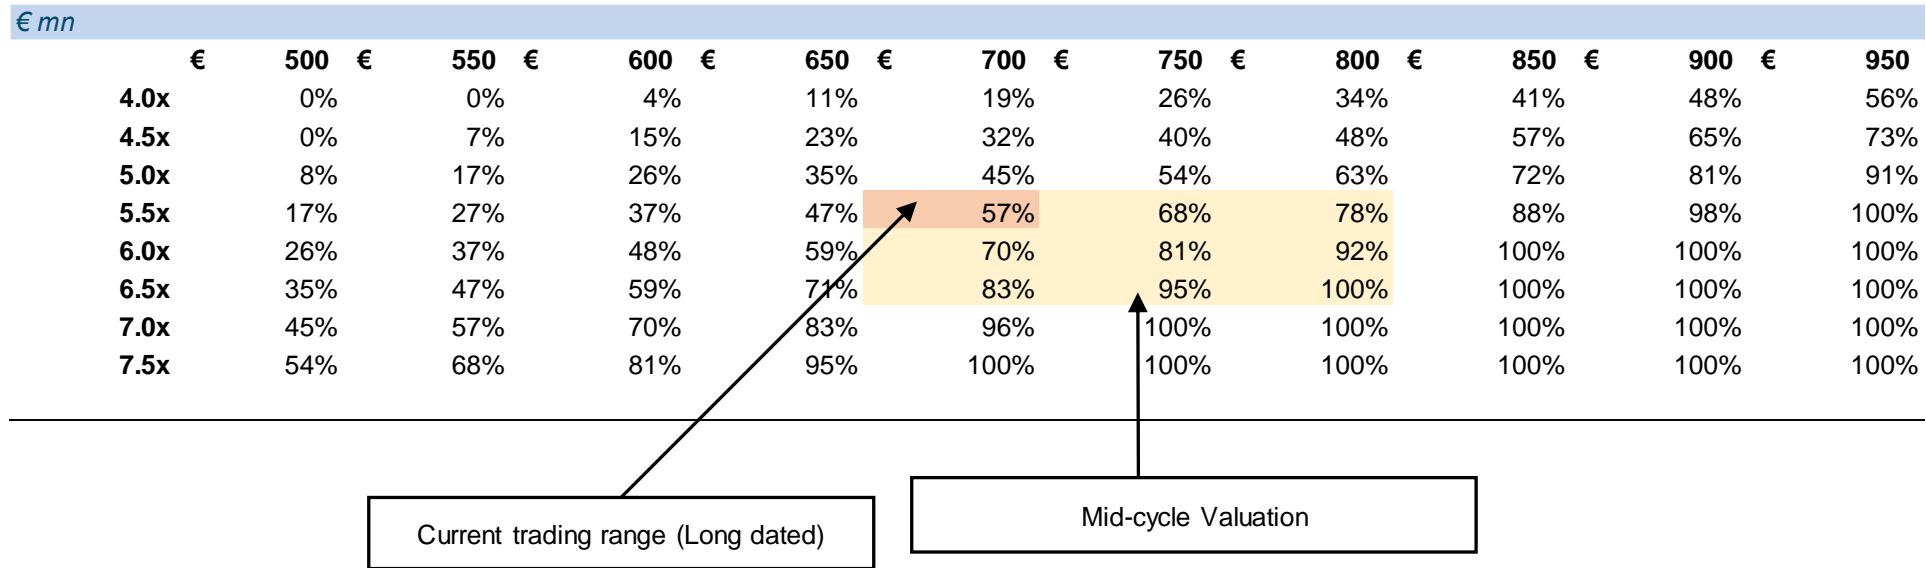 € mn
€ 500 € 550 € 600 € 650 € 700 € 750 € 800 € 850 € 900 € 950
4.0x 0% 0% 4% 11% 19% 26% 34% 41% 48% 56%
4.5x 0% 7% 15% 23% 32% 40% 48% 57% 65% 73%
5.0x 8% 17% 26% 35% 45% 54% 63% 72% 81% 91%
5.5x 17% 27% 37% 47% 57% 68% 78% 88% 98% 100%
6.0x 26% 37% 48% 59% 70% 81% 92% 100% 100% 100%
6.5x 35% 47% 59% 71% 83% 95% 100% 100% 100% 100%
7.0x 45% 57% 70% 83% 96% 100% 100% 100% 100% 100%
7.5x 54% 68% 81% 95% 100% 100% 100% 100% 100% 100%
Current trading range (Long dated)
Mid-cycle Valuation